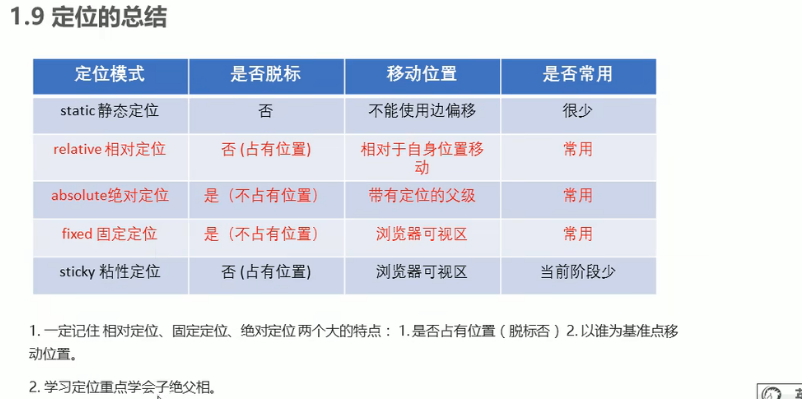 1.9 定位的总结
定位模式 是否脱标 移动位置 是否常用
static 静态定位 否 不能使用边偏移 很少
relative 相对定位 否 (占有位置) 相对于自身位置移动 常用
absolute绝对定位 是（不占有位置） 带有定位的父级 常用
fixed 固定定位 是（不占有位置） 浏览器可视区 常用
sticky 粘性定位 否 (占有位置) 浏览器可视区 当前阶段少
1. 一定记住 相对定位、固定定位、绝对定位 两个大的特点： 1. 是否占有位置（脱标否） 2. 以谁为基准点移
动位置。
2. 学习定位重点学会子绝父相。